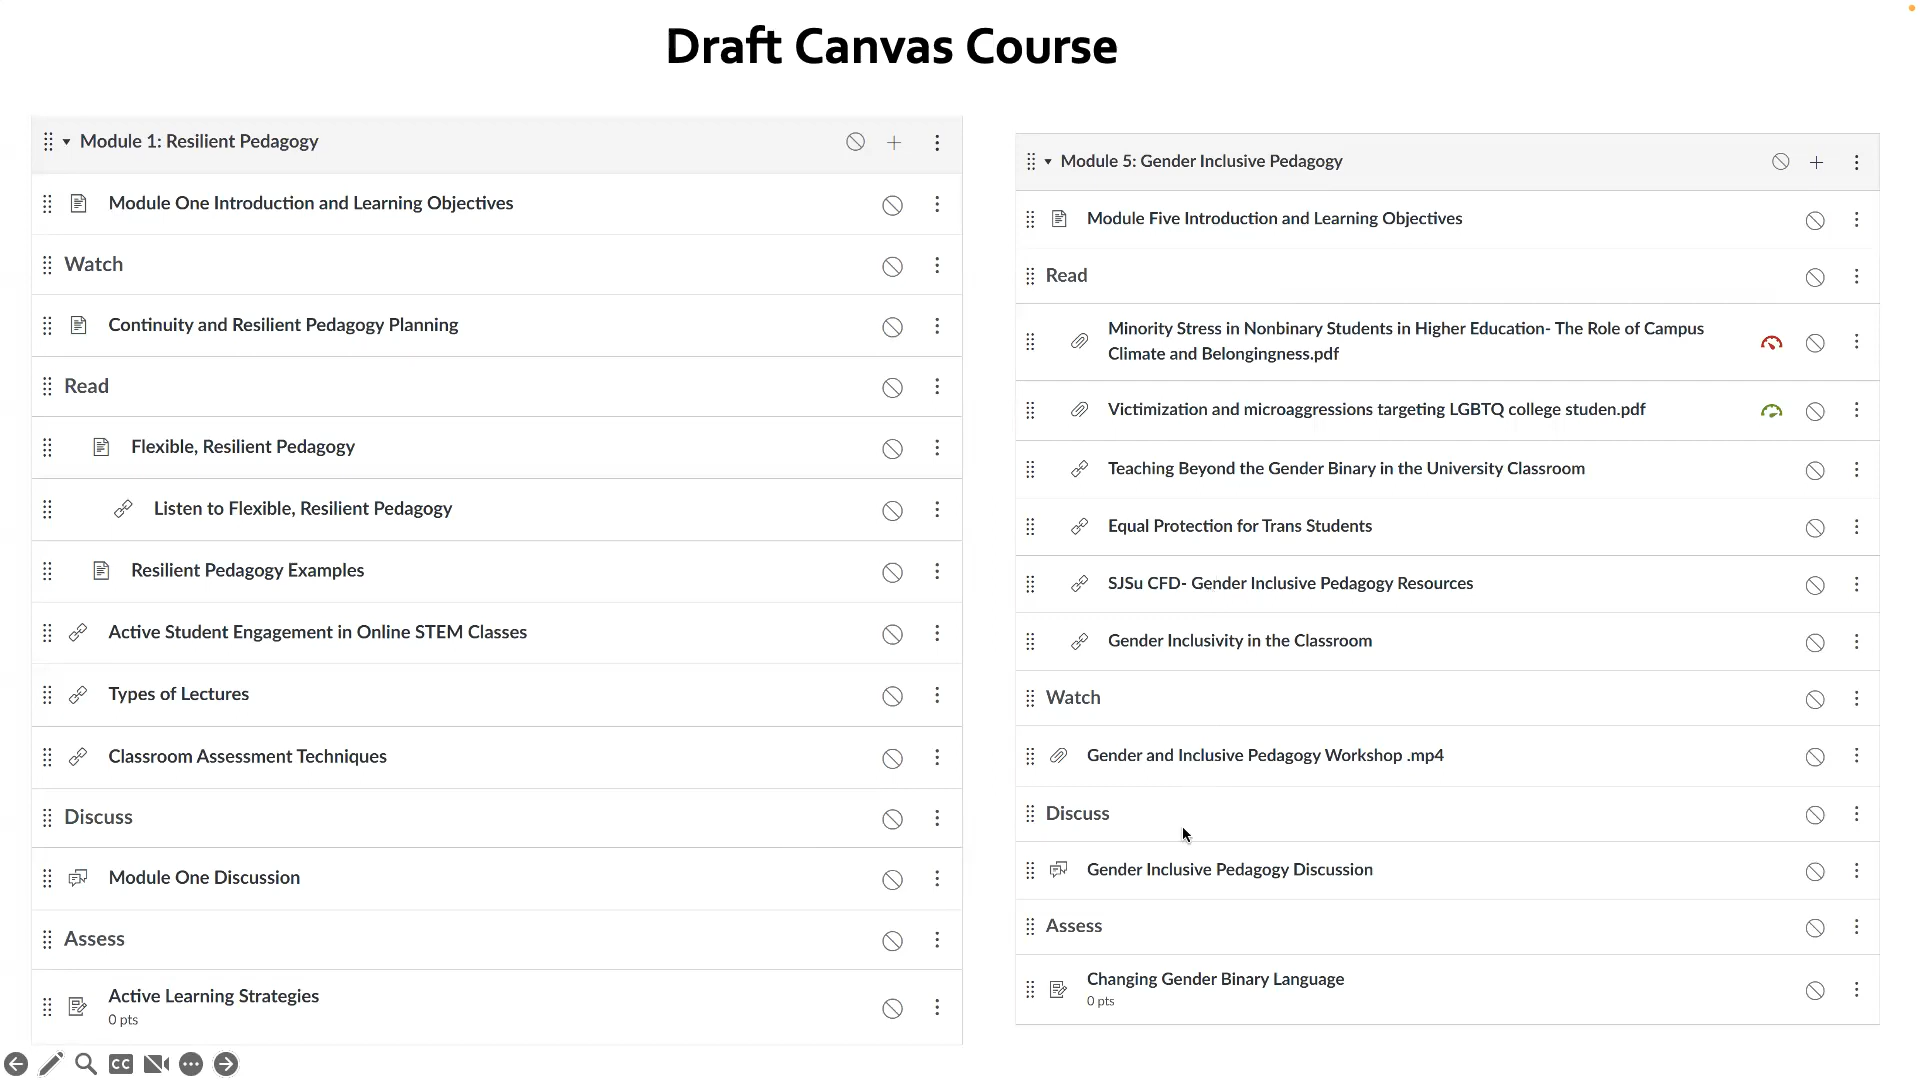 Draft Canvas Course
Module 1: Resilient Pedagogy
Module One Introduction and Learning Objectives
Watch
Continuity and Resilient Pedagogy Planning
Read
Flexible, Resilient Pedagogy
Listen to Flexible, Resilient Pedagogy
Resilient Pedagogy Examples
Active Student Engagement in Online STEM Classes
Types of Lectures
Classroom Assessment Techniques
Discuss
Module One Discussion
Assess
Active Learning Strategies
0 pts
Module 5: Gender Inclusive Pedagogy
Module Five Introduction and Learning Objectives
Read
Minority Stress in Nonbinary Students in Higher Education- The Role of Campus
Climate and Belongingness.pdf
Victimization and microaggressions targeting LGBTQ college studen.pdf
Teaching Beyond the Gender Binary in the University Classroom
Equal Protection for Trans Students
SJSu CFD- Gender Inclusive Pedagogy Resources
Gender Inclusivity in the Classroom
Watch
Gender and Inclusive Pedagogy Workshop .mp4
Discuss
Gender Inclusive Pedagogy Discussion
Assess
Changing Gender Binary Language
0 pts
CC